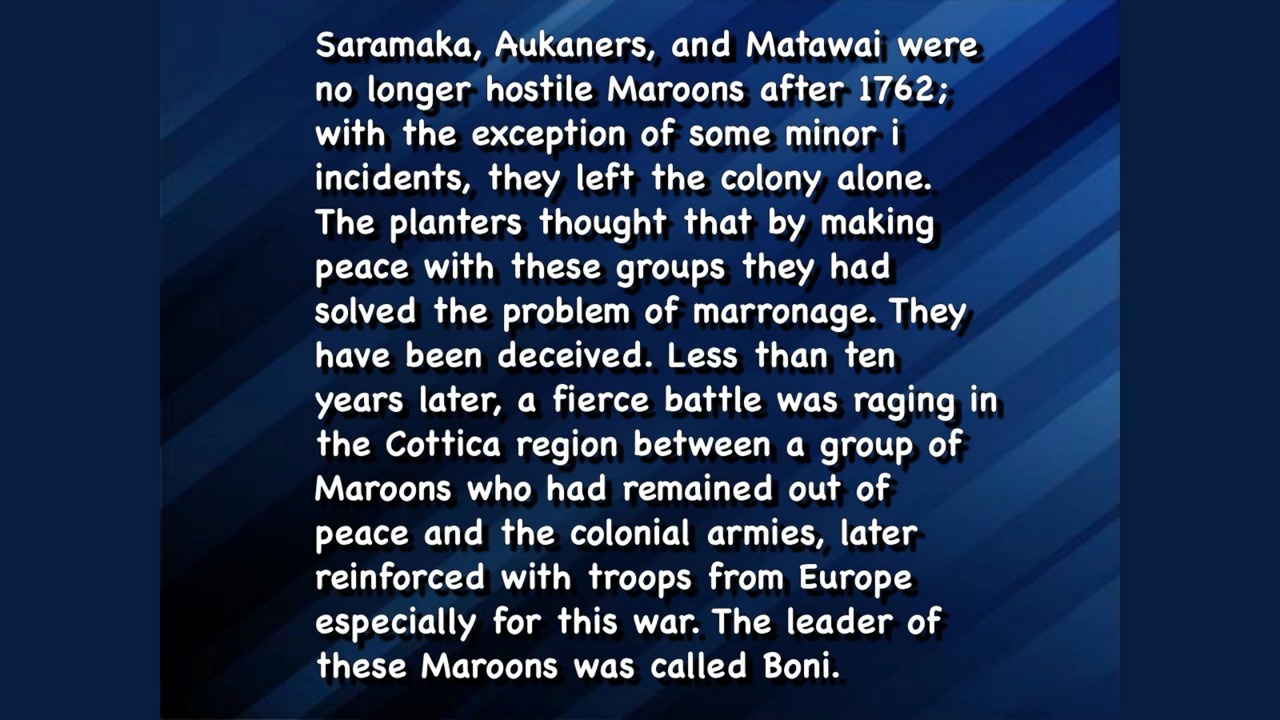 Saramaka, Aukaners, and Matawai were
no longer hostile Maroons after 1762;
with the exception of some minor i
incidents, they left the colony alone.
The planters thought that by making
peace with these groups they had
solved the problem of marronage. They
have been deceived. Less than ten
years later, a fierce battle was raging in
the Cottica region between a group of
Maroons who had remained out of
peace and the colonial armies, later
reinforced with troops from Europe
especially for this war. The leader of
these Maroons was called Boni.